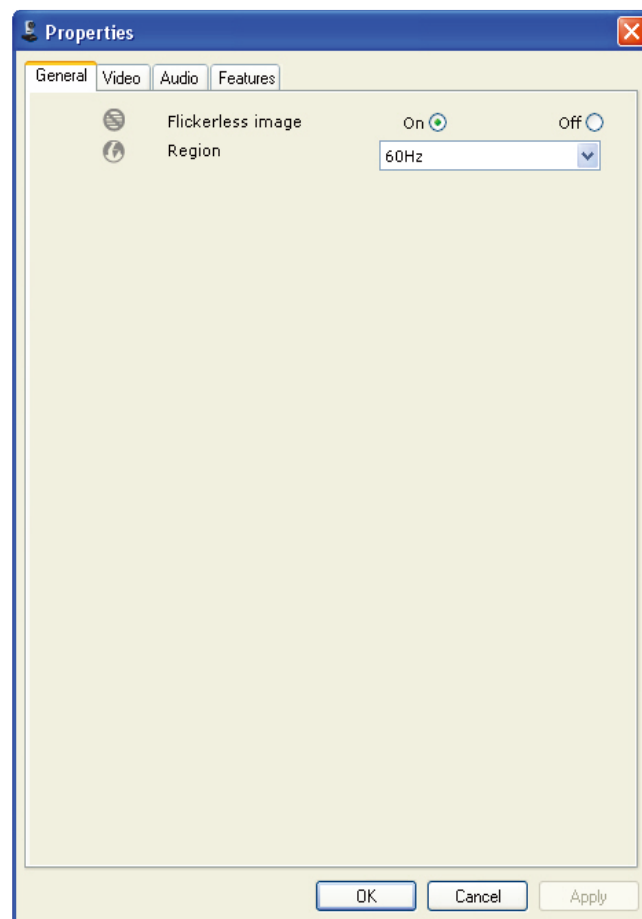 Properties
General Video Audio Features
Flickerless image On Off
Region 60Hz
OK Cancel Apply